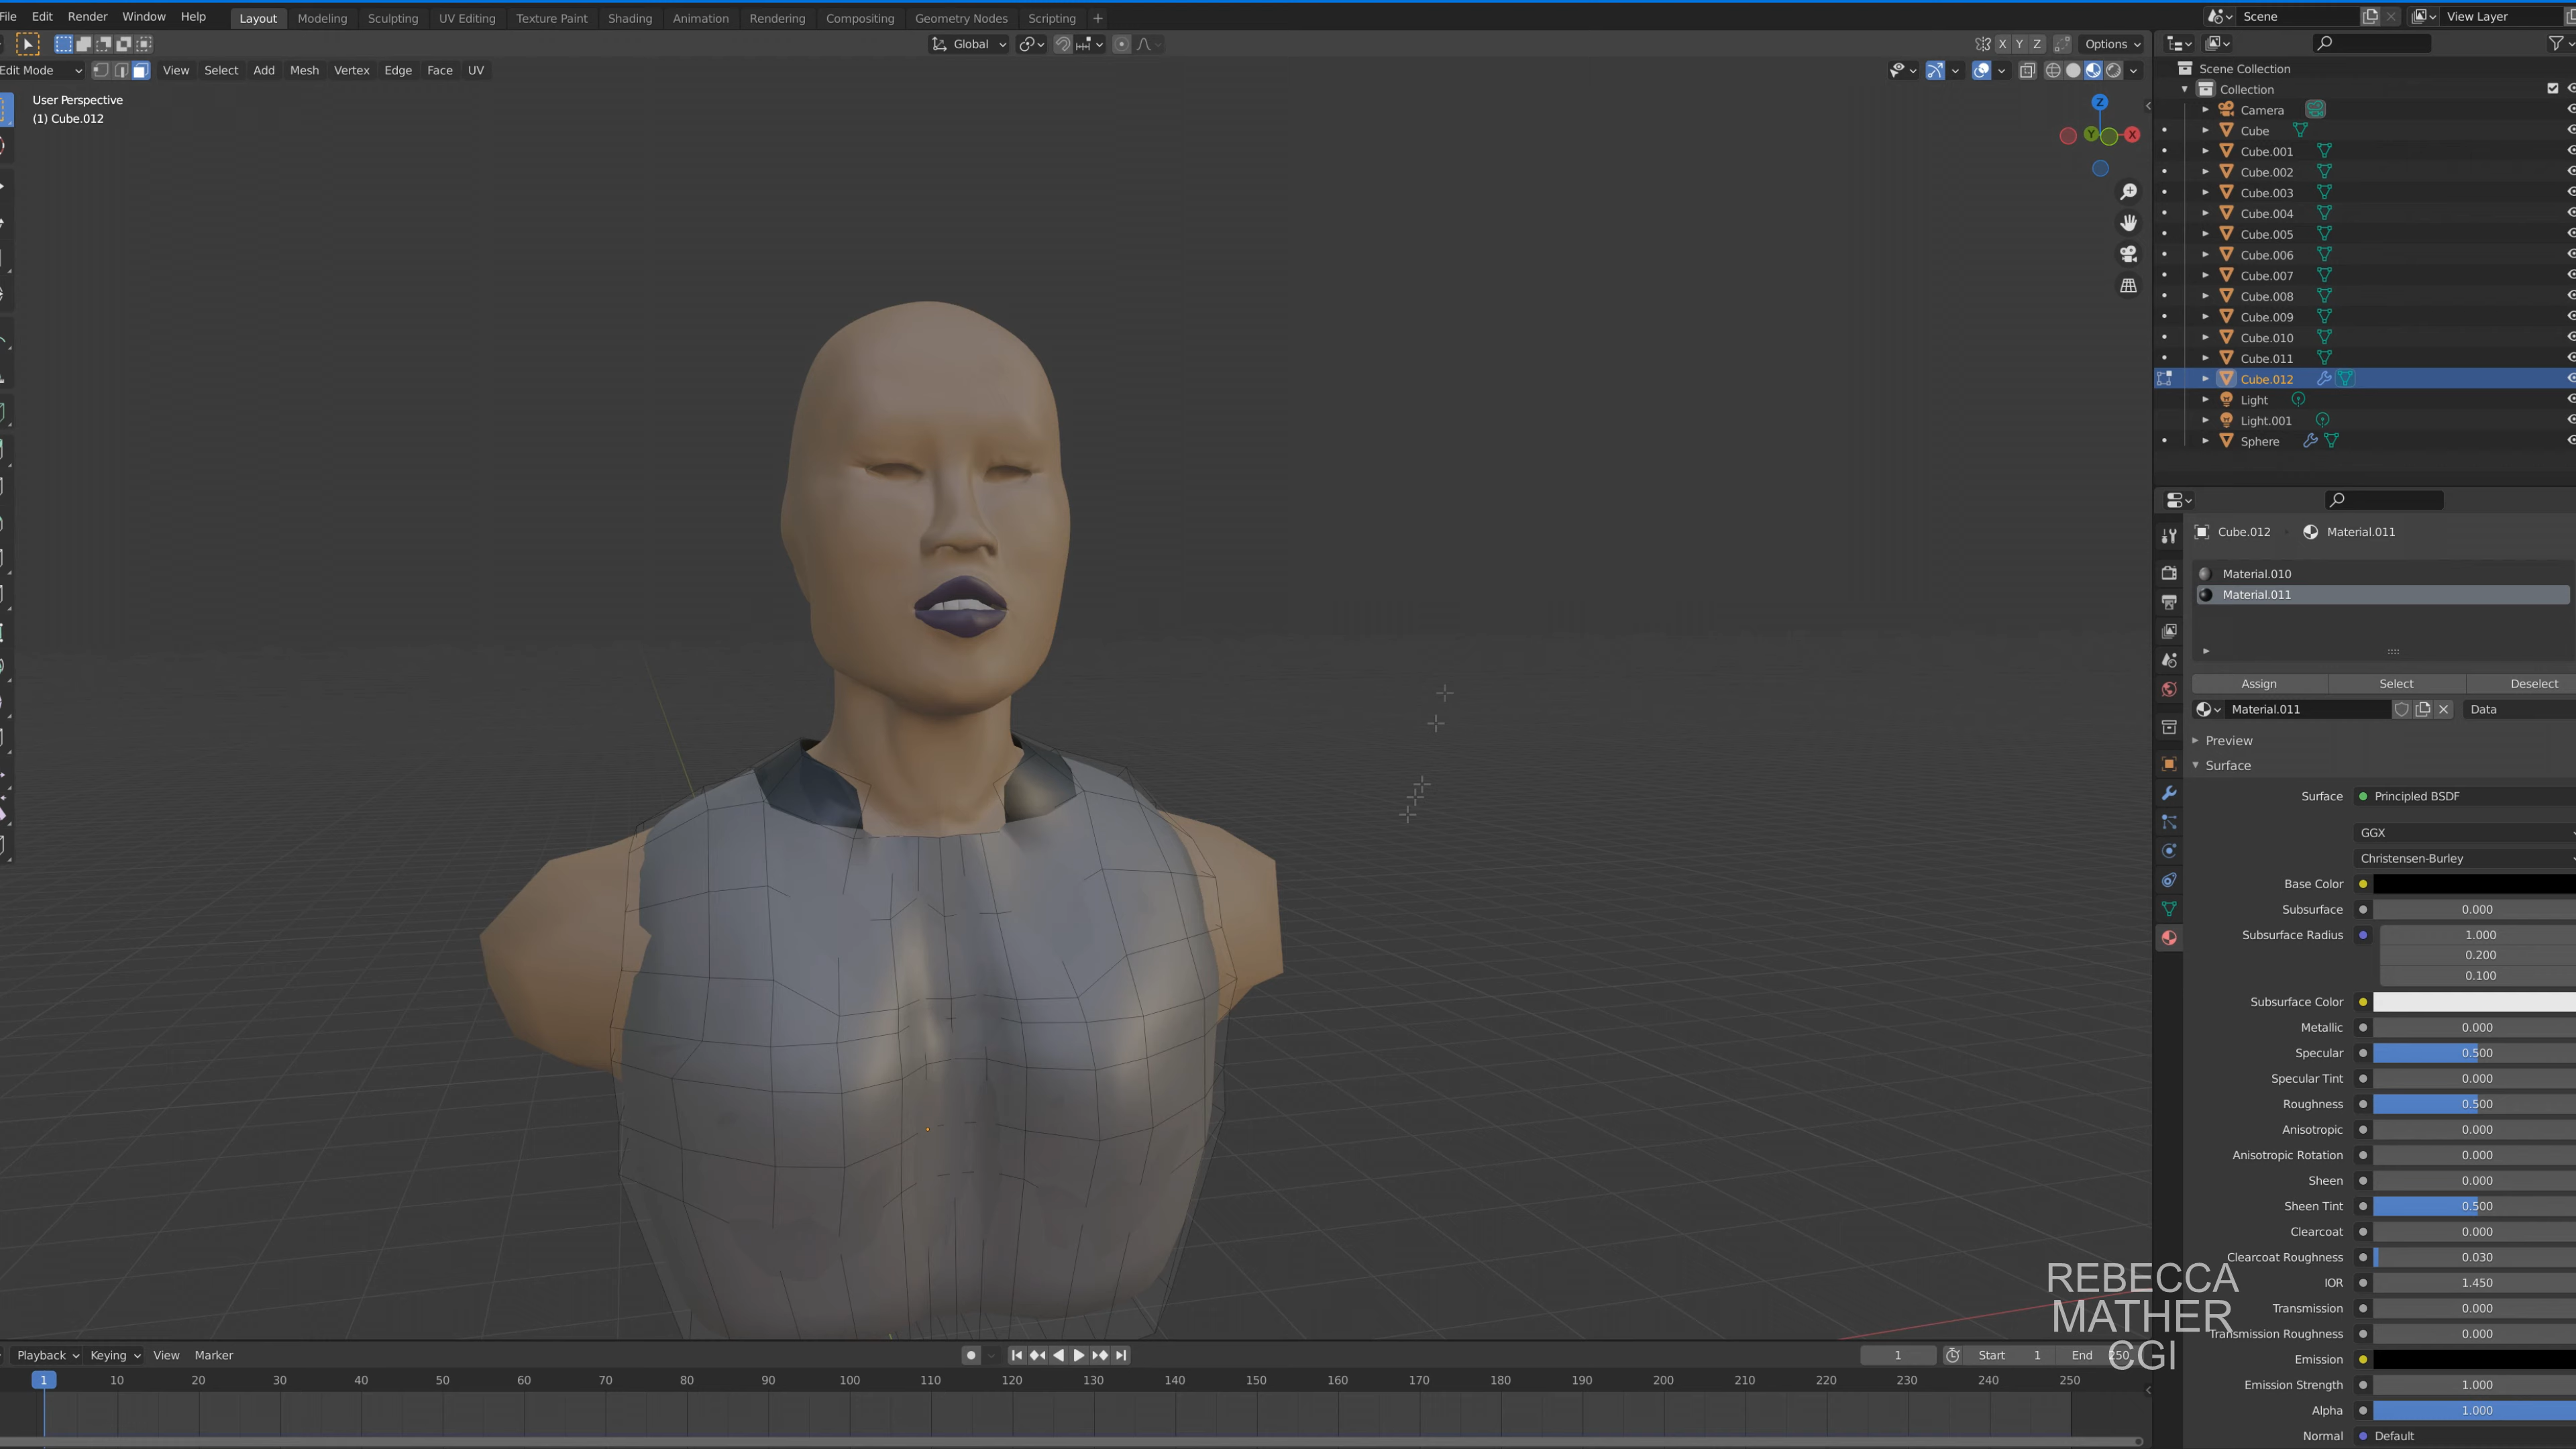 File Edit Render Window Help Layout Modeling Sculpting UV Editing Texture Paint Shading Animation Rendering Compositing Geometry Nodes Scripting + Scene View Layer
Global X Y Z Options
Edit Mode View Select Add Mesh Vertex Edge Face UV
User Perspective
(1) Cube.012
Z
Y X
Scene Collection
Collection
Camera
Cube
Cube.001
Cube.002
Cube.003
Cube.004
Cube.005
Cube.006
Cube.007
Cube.008
Cube.009
Cube.010
Cube.011
Cube.012
Light
Light.001
Sphere
Cube.012 Material.011
Material.010
Material.011
Assign Select Deselect
Material.011 Data
Preview
Surface
Surface Principled BSDF
GGX
Christensen-Burley
Base Color
Subsurface 0.000
Subsurface Radius 1.000
0.200
0.100
Subsurface Color
Metallic 0.000
Specular 0.500
Specular Tint 0.000
Roughness 0.500
Anisotropic 0.000
Anisotropic Rotation 0.000
Sheen 0.000
Sheen Tint 0.500
Clearcoat 0.000
Clearcoat Roughness 0.030
IOR 1.450
Transmission 0.000
Transmission Roughness 0.000
Emission
Emission Strength 1.000
Alpha 1.000
Normal Default
REBECCA
MATHER
CGI
Playback Keying View Marker 1 Start 1 End 250
1 10 20 30 40 50 60 70 80 90 100 110 120 130 140 150 160 170 180 190 200 210 220 230 240 250